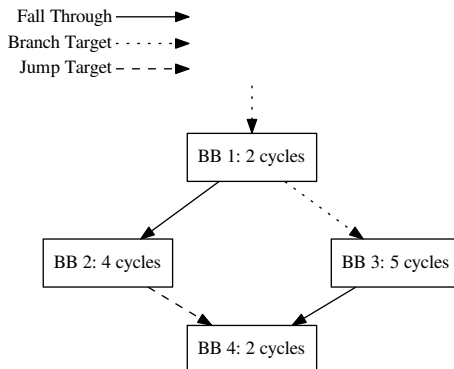 Fall Through
Branch Target
Jump Target
BB 1: 2 cycles
BB 2: 4 cycles
BB 3: 5 cycles
BB 4: 2 cycles